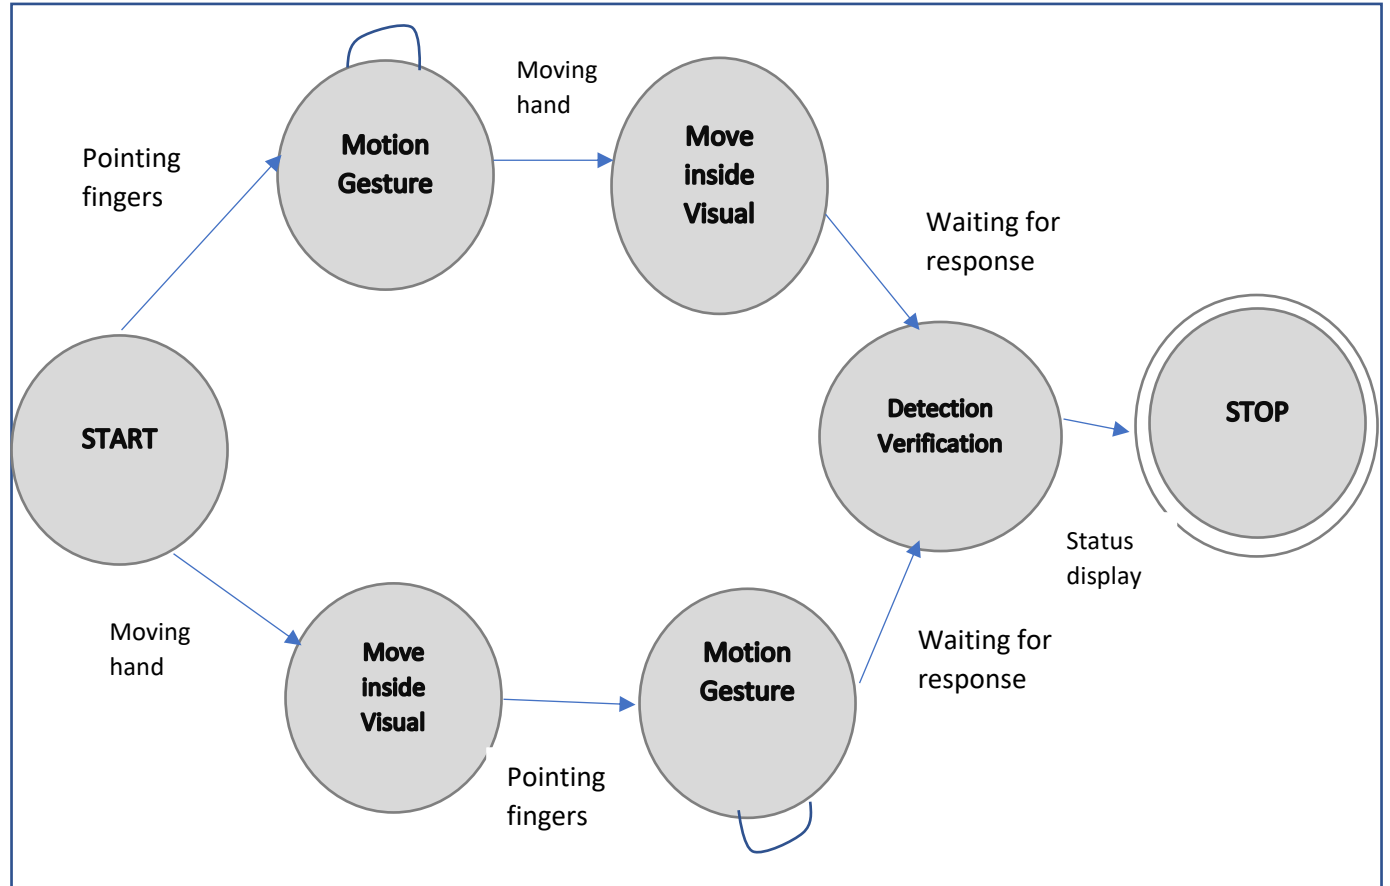 Moving
hand
Motion
Gesture
Move
inside
Visual
Pointing
fingers
Waiting for
response
START
Detection
Verification
STOP
Status
display
Moving
hand
Move
inside
Visual
Motion
Gesture
Waiting for
response
Pointing
fingers